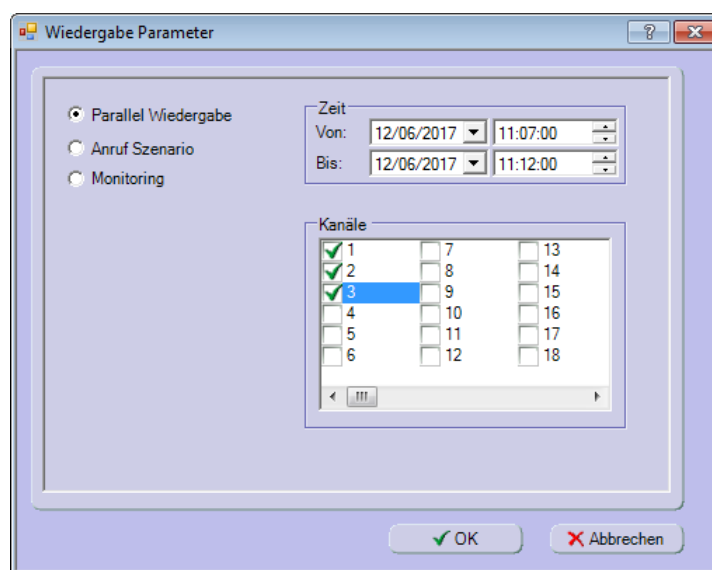 Wiedergabe Parameter
Parallel Wiedergabe
Anruf Szenario
Monitoring
Zeit
Von: 12/06/2017 11:07:00
Bis: 12/06/2017 11:12:00
Kanäle
1 7 13
2 8 14
3 9 15
4 10 16
5 11 17
6 12 18
OK Abbrechen